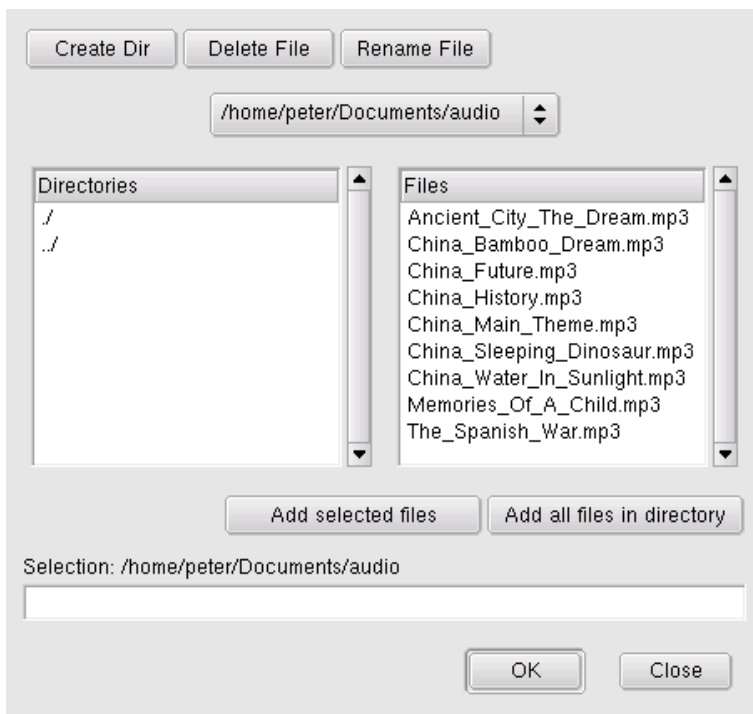 Create Dir Delete File Rename File
/home/peter/Documents/audio
Directories
./
../
Files
Ancient_City_The_Dream.mp3
China_Bamboo_Dream.mp3
China_Future.mp3
China_History.mp3
China_Main_Theme.mp3
China_Sleeping_Dinosaur.mp3
China_Water_In_Sunlight.mp3
Memories_Of_A_Child.mp3
The_Spanish_War.mp3
Add selected files Add all files in directory
Selection: /home/peter/Documents/audio
OK Close